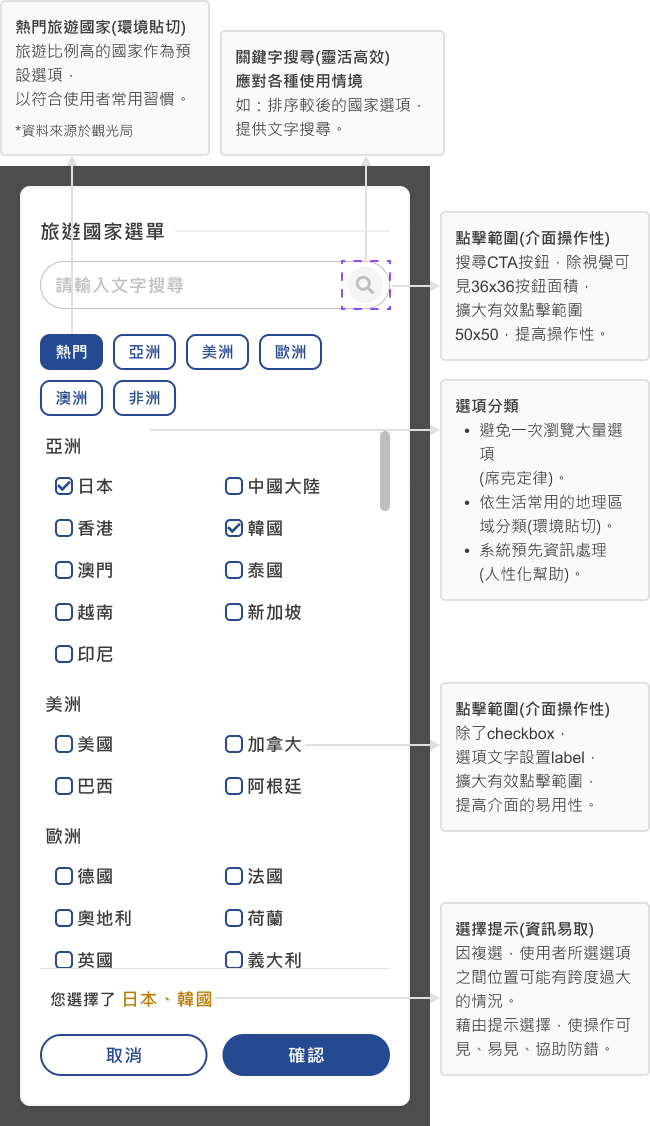 熱門旅遊國家(環境貼切)
旅遊比例高的國家作為預
設選項，
以符合使用者常用習慣。
*資料來源於觀光局
關鍵字搜尋(靈活高效)
應對各種使用情境
如：排序較後的國家選項，
提供文字搜尋。
旅遊國家選單
請輸入文字搜尋
熱門
亞洲
美洲
歐洲
澳洲
非洲
亞洲
日本
中國大陸
香港
韓國
澳門
泰國
越南
新加坡
印尼
美洲
美國
加拿大
巴西
阿根廷
歐洲
德國
法國
奧地利
荷蘭
英國
義大利
您選擇了 日本、韓國
取消
確認
點擊範圍(介面操作性)
搜尋CTA按鈕，除視覺可
見36x36按鈕面積，
擴大有效點擊範圍
50x50，提高操作性。
選項分類
• 避免一次瀏覽大量選
項
(席克定律)。
• 依生活常用的地理區
域分類(環境貼切)。
• 系統預先資訊處理
(人性化幫助)。
點擊範圍(介面操作性)
除了checkbox，
選項文字設置label，
擴大有效點擊範圍，
提高介面的易用性。
選擇提示(資訊易取)
因複選，使用者所選選項
之間位置可能有跨度過大
的情況。
藉由提示選擇，使操作可
見、易見、協助防錯。